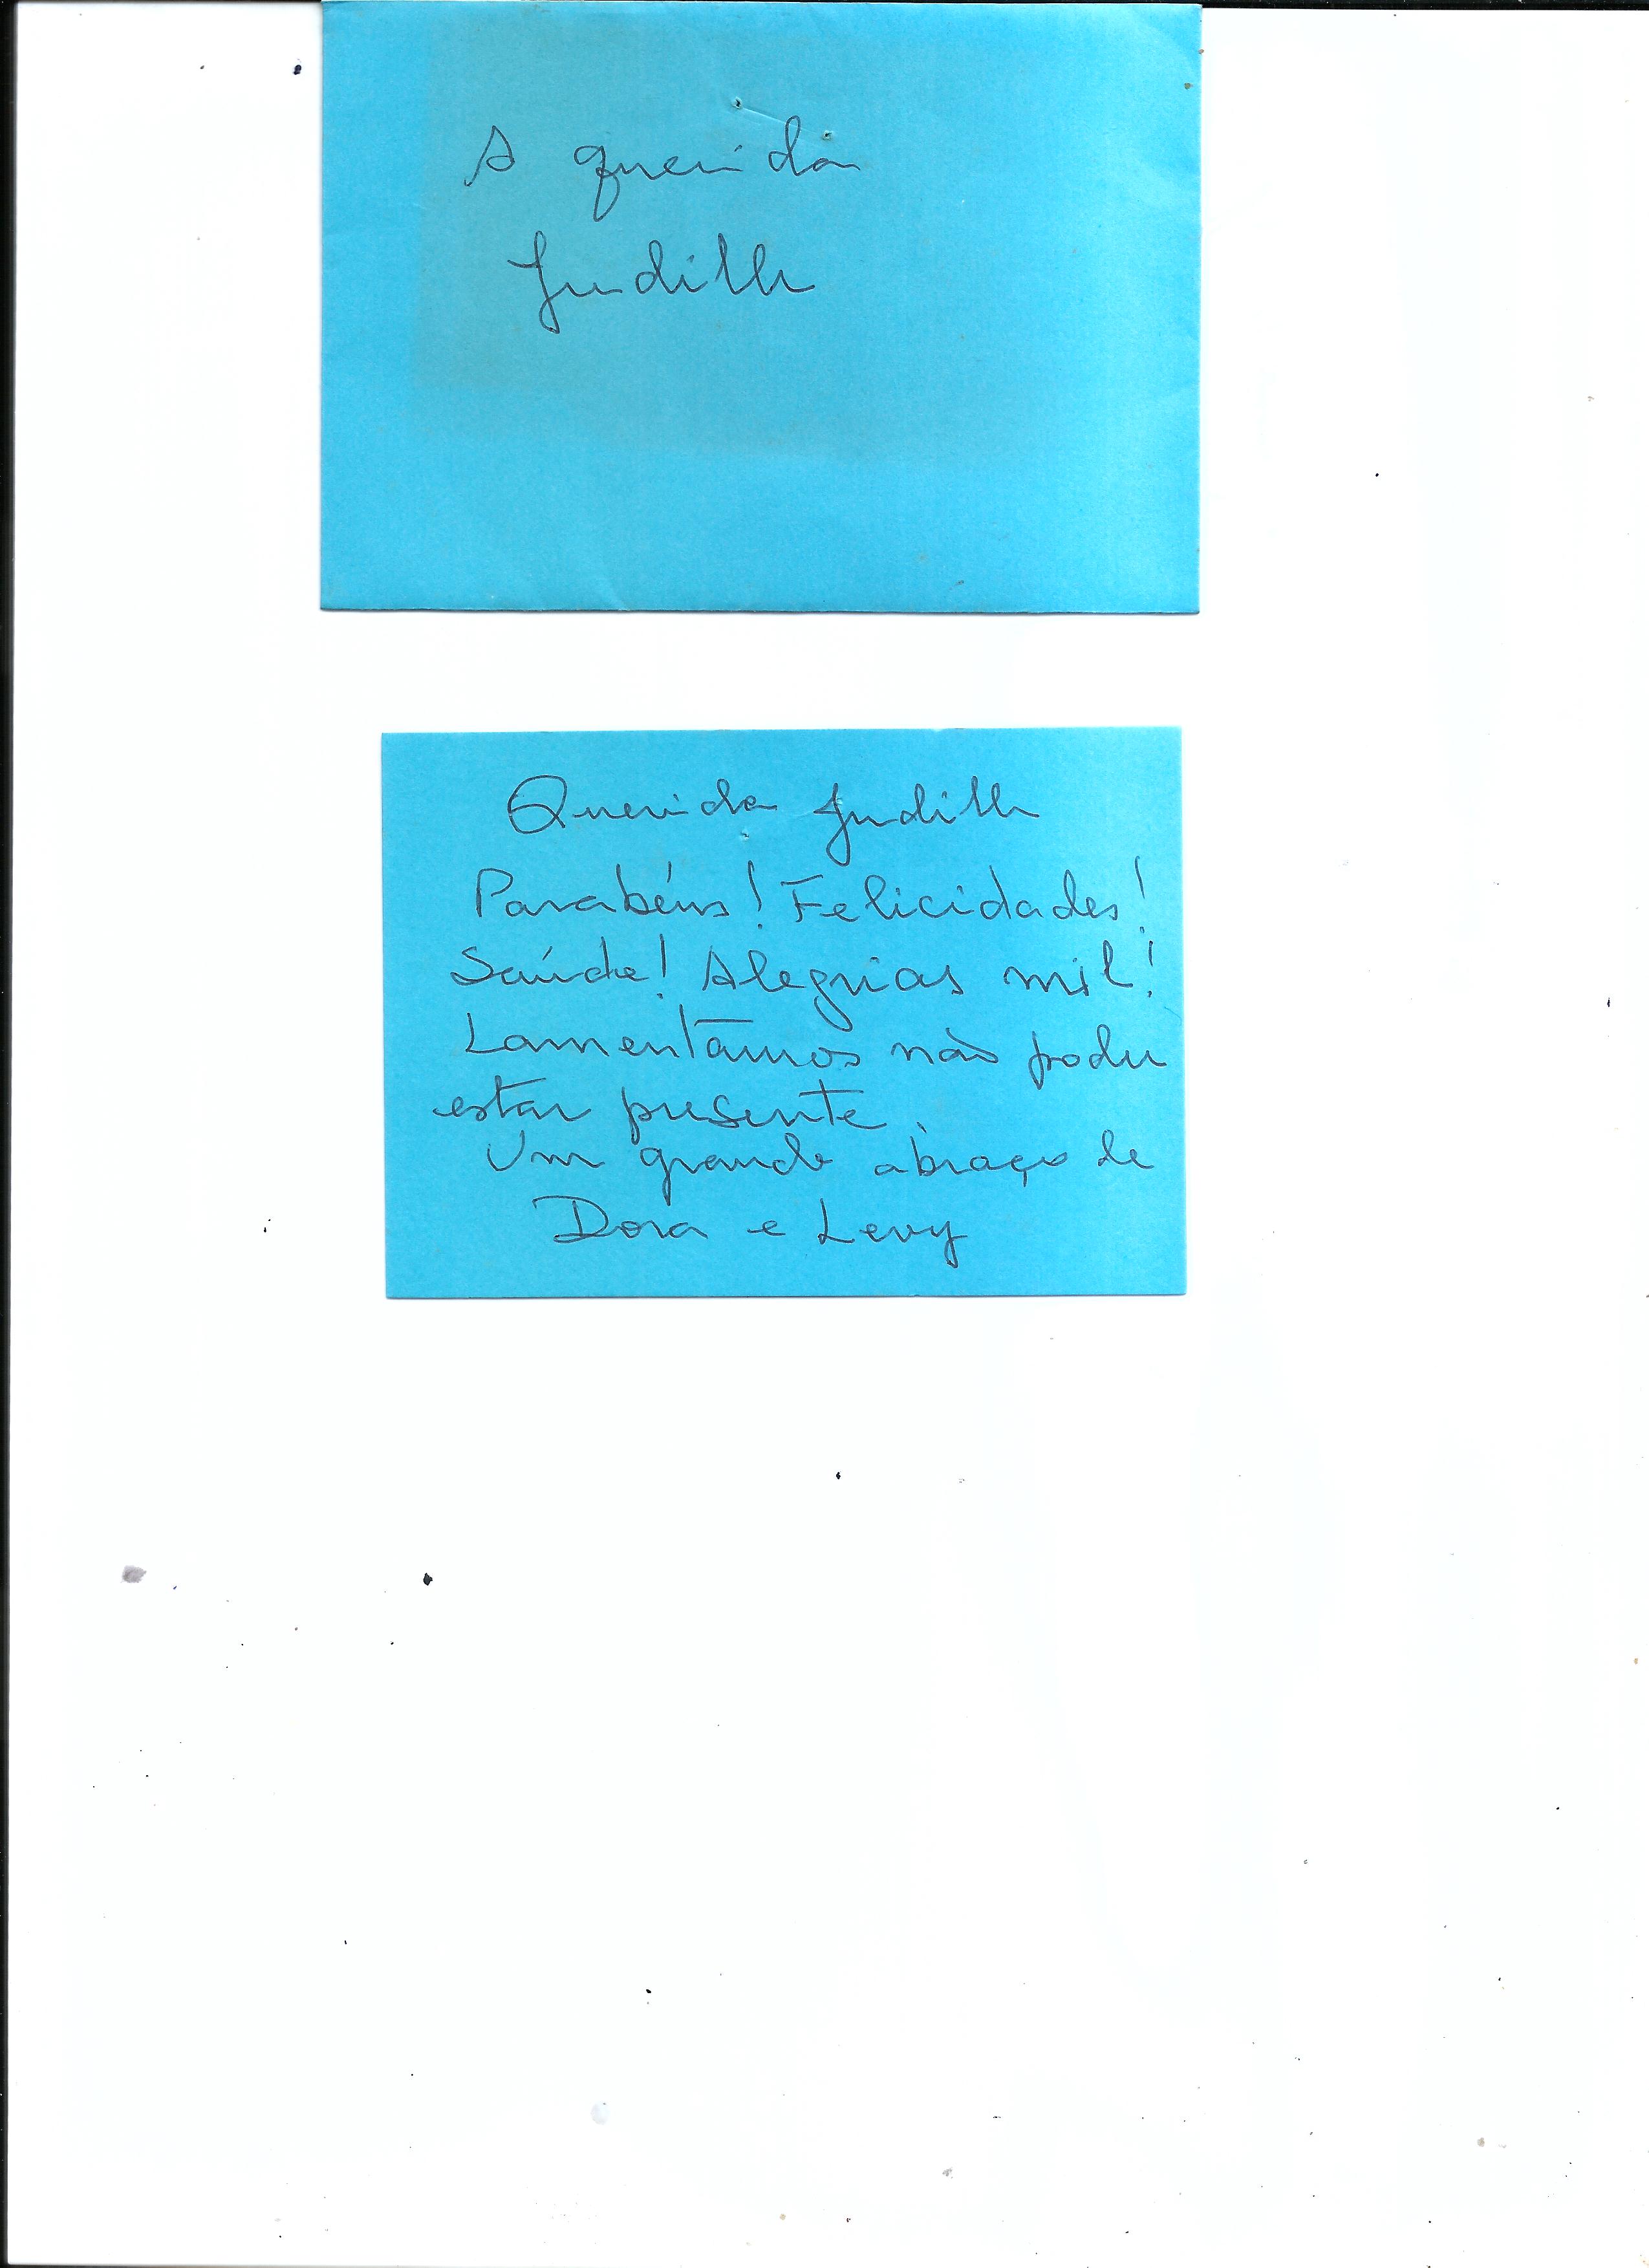 A querida
Judith
Querida Judith
Parabéns! Felicidades!
Saúde! Alegrias mil!
Lamentamos não poder
estar presente.
Um grande abraço de
Dora e Levy